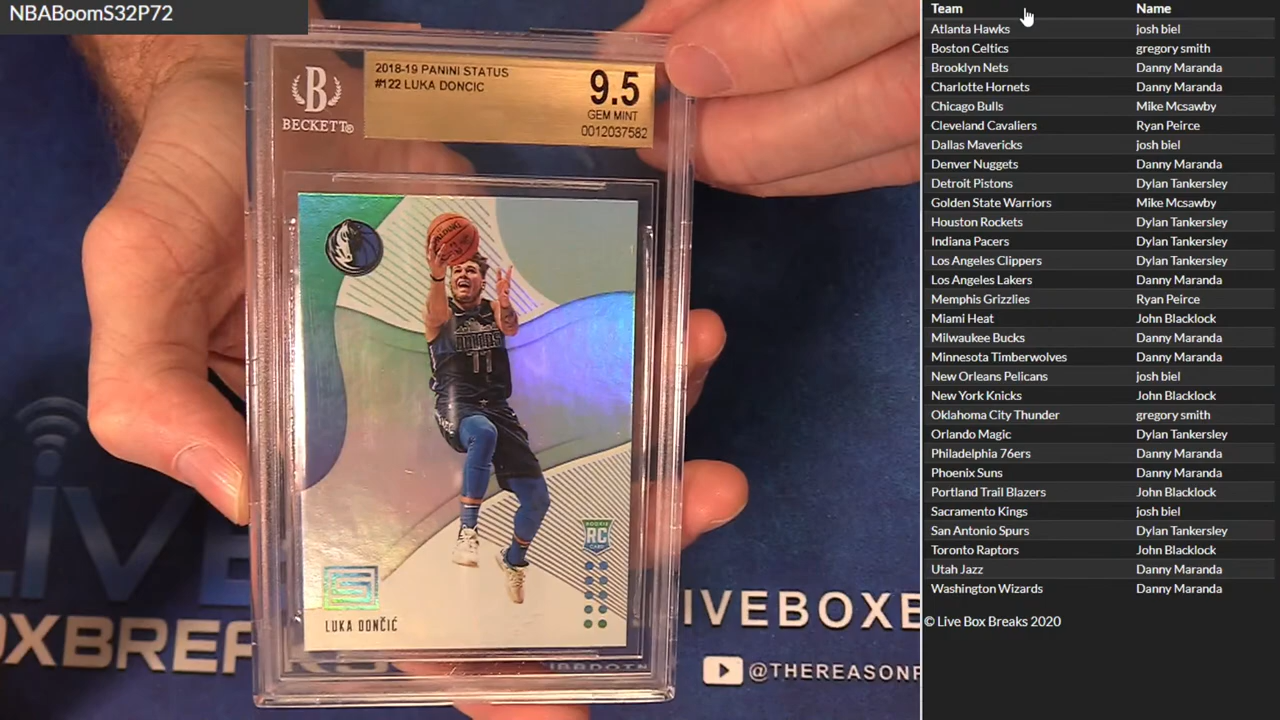 NBABoomS32P72
B
BECKETT®
2018-19 PANINI STATUS
#122 LUKA DONCIC
9.5
GEM MINT
0012037582
77
ROOKIE
RC
CARD
S
LUKA DONČIĆ
LIVE
OXBREA
IVEBOXB
@THEREASONF
Team Name
Atlanta Hawks josh biel
Boston Celtics gregory smith
Brooklyn Nets Danny Maranda
Charlotte Hornets Danny Maranda
Chicago Bulls Mike Mcsawby
Cleveland Cavaliers Ryan Peirce
Dallas Mavericks josh biel
Denver Nuggets Danny Maranda
Detroit Pistons Dylan Tankersley
Golden State Warriors Mike Mcsawby
Houston Rockets Dylan Tankersley
Indiana Pacers Dylan Tankersley
Los Angeles Clippers Dylan Tankersley
Los Angeles Lakers Danny Maranda
Memphis Grizzlies Ryan Peirce
Miami Heat John Blacklock
Milwaukee Bucks Danny Maranda
Minnesota Timberwolves Danny Maranda
New Orleans Pelicans josh biel
New York Knicks John Blacklock
Oklahoma City Thunder gregory smith
Orlando Magic Dylan Tankersley
Philadelphia 76ers Danny Maranda
Phoenix Suns Danny Maranda
Portland Trail Blazers John Blacklock
Sacramento Kings josh biel
San Antonio Spurs Dylan Tankersley
Toronto Raptors John Blacklock
Utah Jazz Danny Maranda
Washington Wizards Danny Maranda
© Live Box Breaks 2020